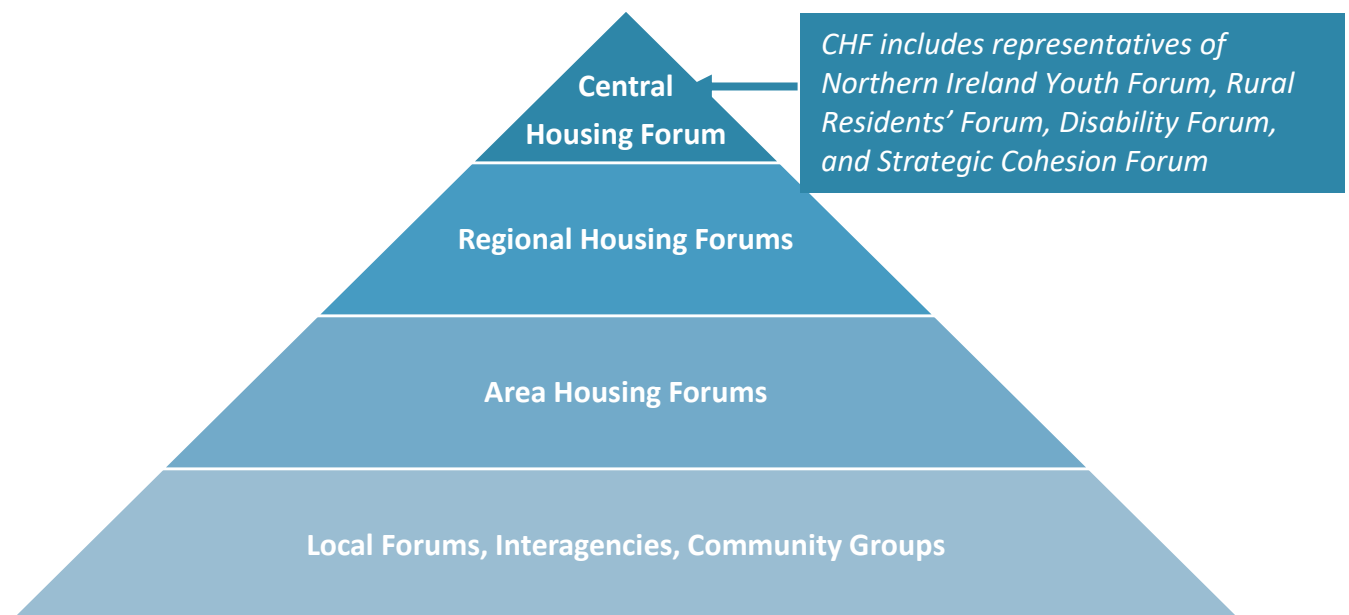 Central
Housing Forum
CHF includes representatives of
Northern Ireland Youth Forum, Rural
Residents’ Forum, Disability Forum,
and Strategic Cohesion Forum
Regional Housing Forums
Area Housing Forums
Local Forums, Interagencies, Community Groups